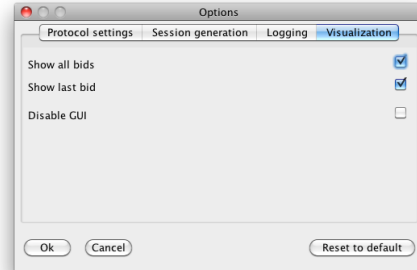 Options
Protocol settings Session generation Logging Visualization
Show all bids
Show last bid
Disable GUI
Ok Cancel Reset to default